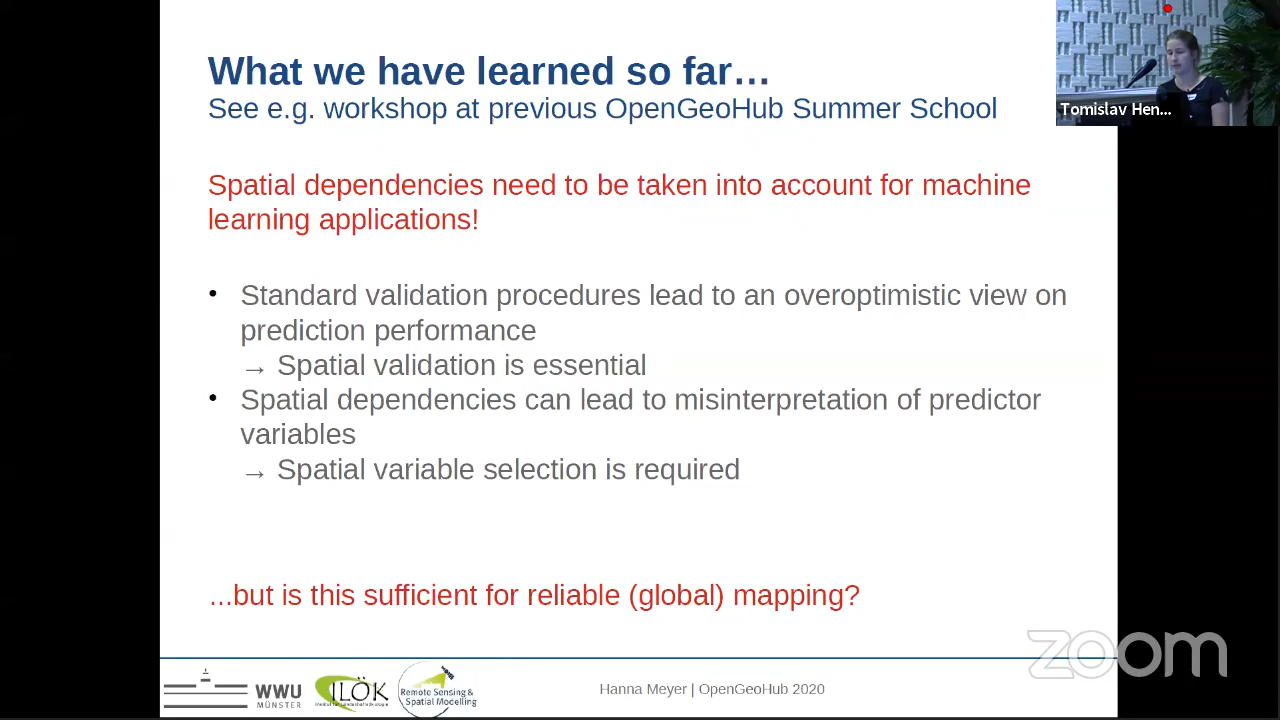 What we have learned so far…
See e.g. workshop at previous OpenGeoHub Summer School
Tomislav Hen...
Spatial dependencies need to be taken into account for machine
learning applications!
• Standard validation procedures lead to an overoptimistic view on
prediction performance
→ Spatial validation is essential
• Spatial dependencies can lead to misinterpretation of predictor
variables
→ Spatial variable selection is required
...but is this sufficient for reliable (global) mapping?
zoom
WWU
MÜNSTER
ILÖK
Institut für Landschaftsökologie
Remote Sensing &
Spatial Modelling
Hanna Meyer | OpenGeoHub 2020